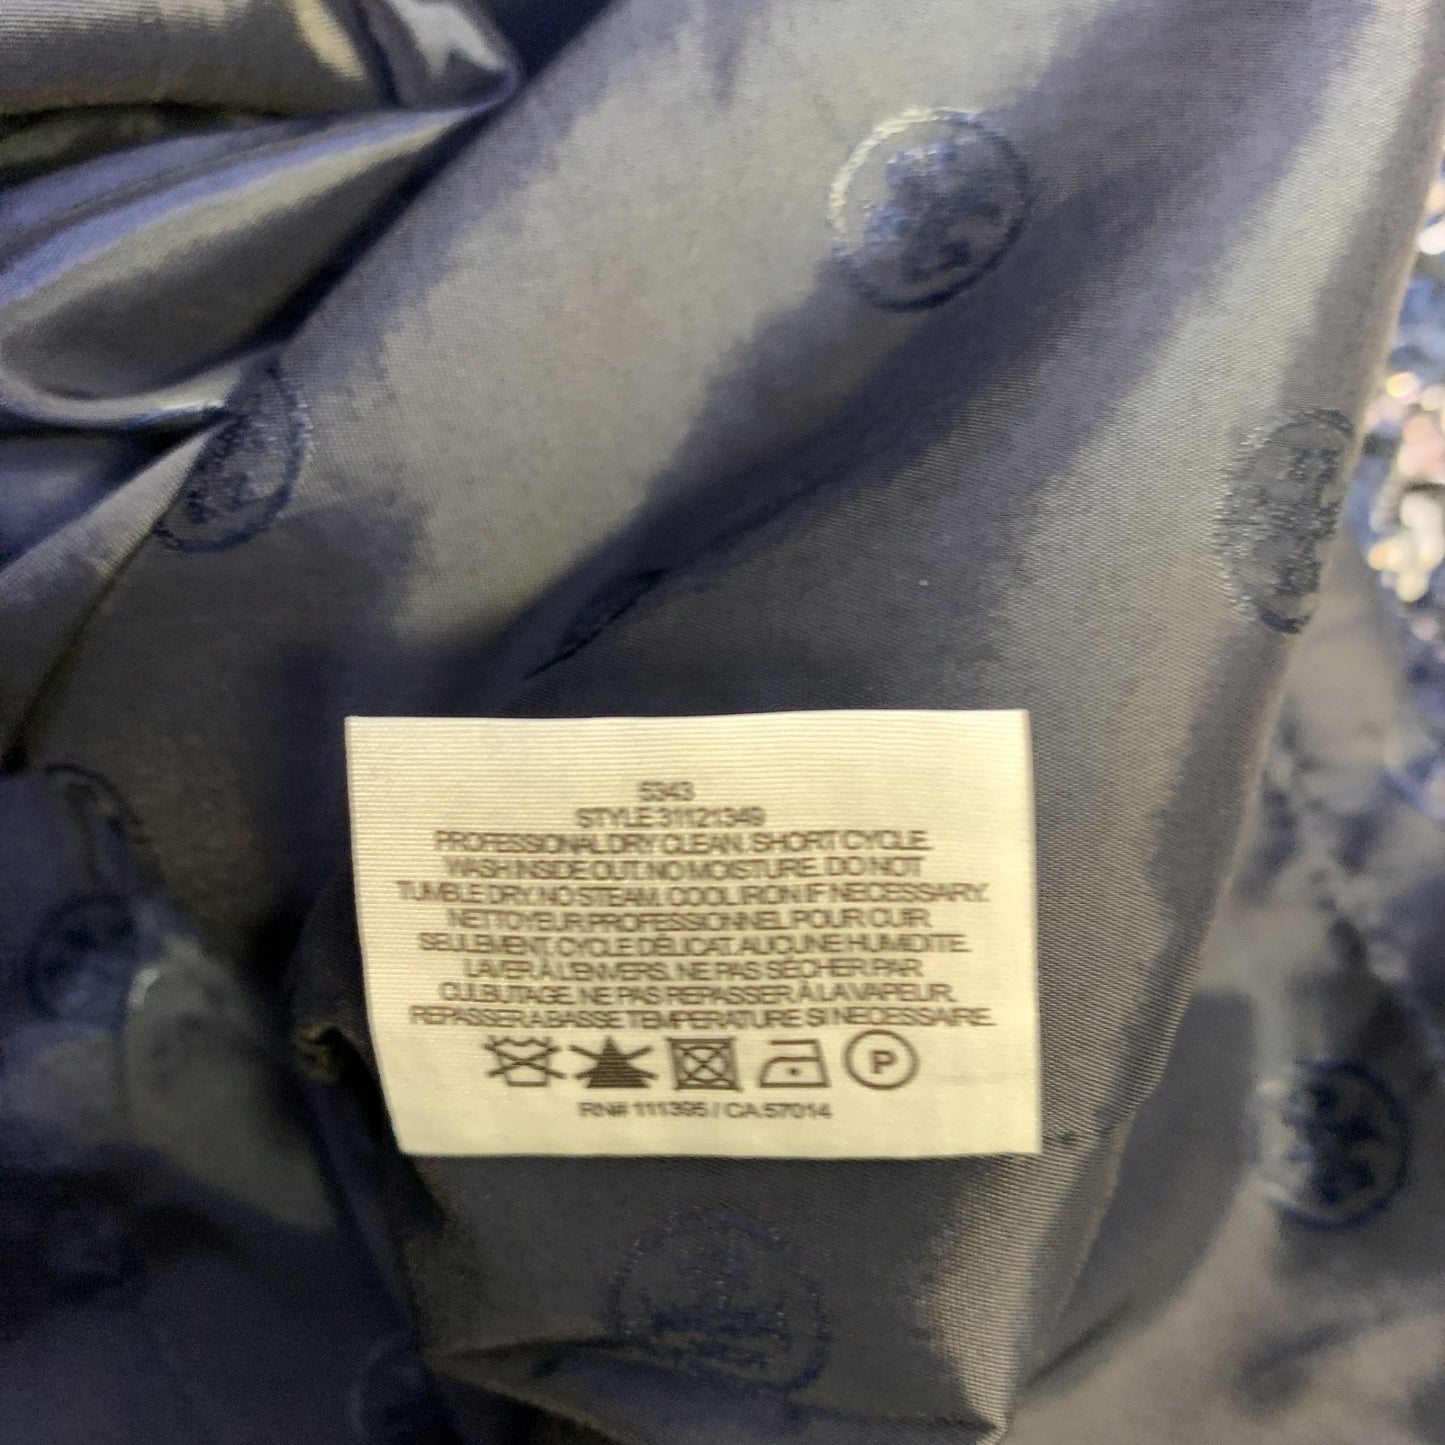 5343
STYLE 31121349
PROFESSIONAL DRY CLEAN. SHORT CYCLE.
WASH INSIDE OUT. NO MOISTURE. DO NOT
TUMBLE DRY. NO STEAM. COOL IRON IF NECESSARY.
NETTOYEUR PROFESSIONNEL POUR CUIR
SEULEMENT. CYCLE DÉLICAT. AUCUNE HUMIDITE.
LAVER À L'ENVERS. NE PAS SÉCHER PAR
CULBUTAGE. NE PAS REPASSER À LA VAPEUR.
REPASSER A BASSE TEMPERATURE SI NECESSAIRE.
P
RN# 111395 / CA 57014